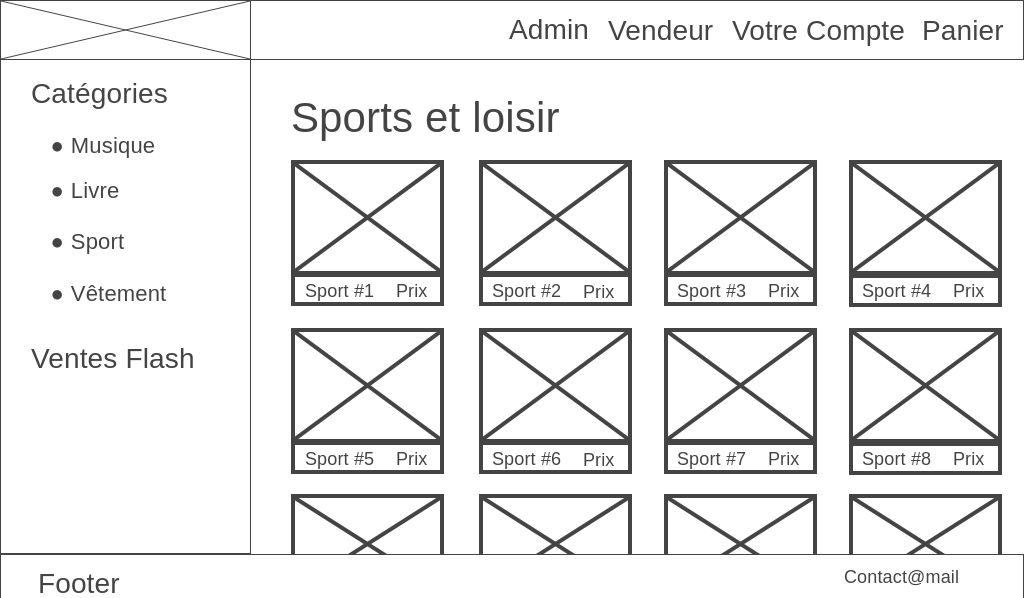 Admin Vendeur Votre Compte Panier
Catégories
● Musique
● Livre
● Sport
● Vêtement
Ventes Flash
Sports et loisir
Sport #1 Prix Sport #2 Prix Sport #3 Prix Sport #4 Prix
Sport #5 Prix Sport #6 Prix Sport #7 Prix Sport #8 Prix
Footer Contact@mail